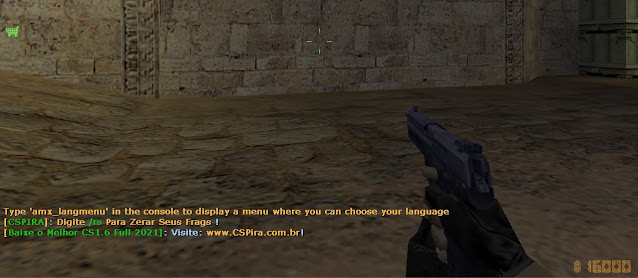 Type 'amx_langmenu' in the console to display a menu where you can choose your language
[CSPIRA]: Digite /rs Para Zerar Seus Frags !
[Baixe o Melhor CS1.6 Full 2021]: Visite: www.CSPira.com.br!
$ 16000